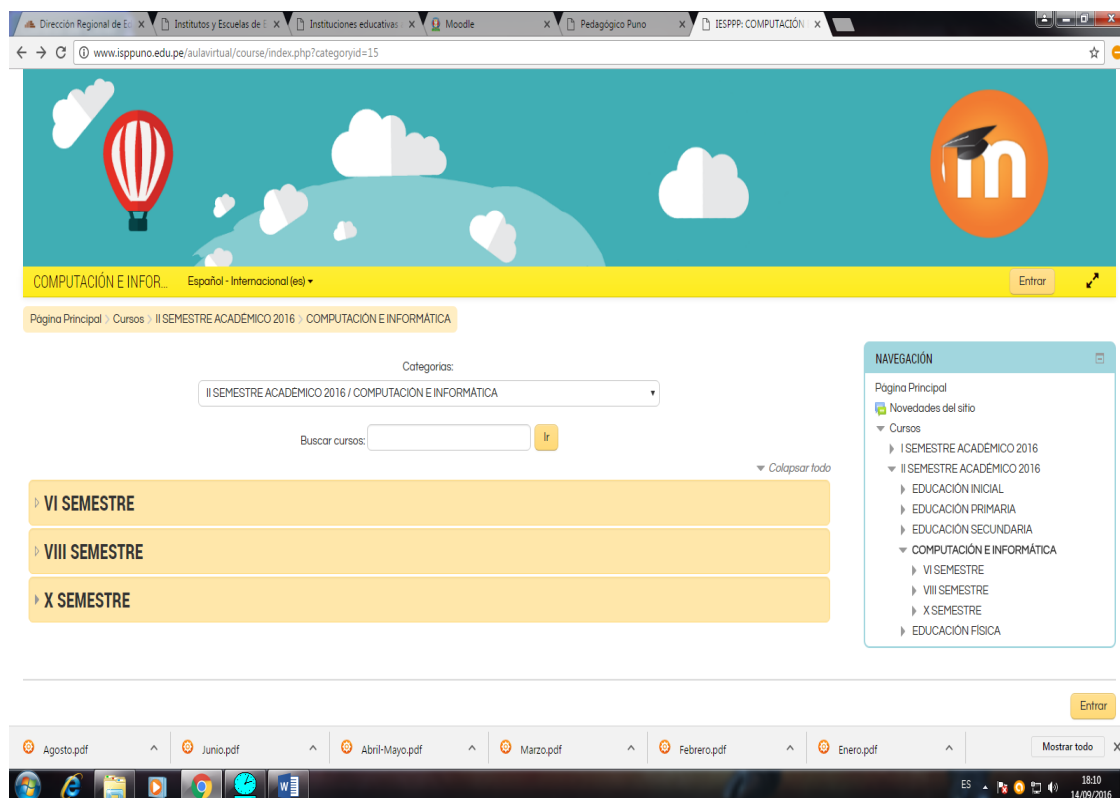 Dirección Regional de Ed
Institutos y Escuelas de E
Instituciones educativas
Moodle
Pedagógico Puno
IESPPP: COMPUTACIÓN
www.isppuno.edu.pe/aulavirtual/course/index.php?categoryid=15
m
COMPUTACIÓN E INFOR... Español - Internacional (es)
Entrar
Página Principal > Cursos > II SEMESTRE ACADÉMICO 2016 > COMPUTACIÓN E INFORMÁTICA
Categorías:
II SEMESTRE ACADÉMICO 2016 / COMPUTACIÓN E INFORMÁTICA
Buscar cursos: Ir
Colapsar todo
VI SEMESTRE
VIII SEMESTRE
X SEMESTRE
NAVEGACIÓN
Página Principal
Novedades del sitio
Cursos
I SEMESTRE ACADÉMICO 2016
II SEMESTRE ACADÉMICO 2016
EDUCACIÓN INICIAL
EDUCACIÓN PRIMARIA
EDUCACIÓN SECUNDARIA
COMPUTACIÓN E INFORMÁTICA
VI SEMESTRE
VIII SEMESTRE
X SEMESTRE
EDUCACIÓN FÍSICA
Entrar
Agosto.pdf
Junio.pdf
Abril-Mayo.pdf
Marzo.pdf
Febrero.pdf
Enero.pdf
Mostrar todo
ES
18:10
14/09/2016